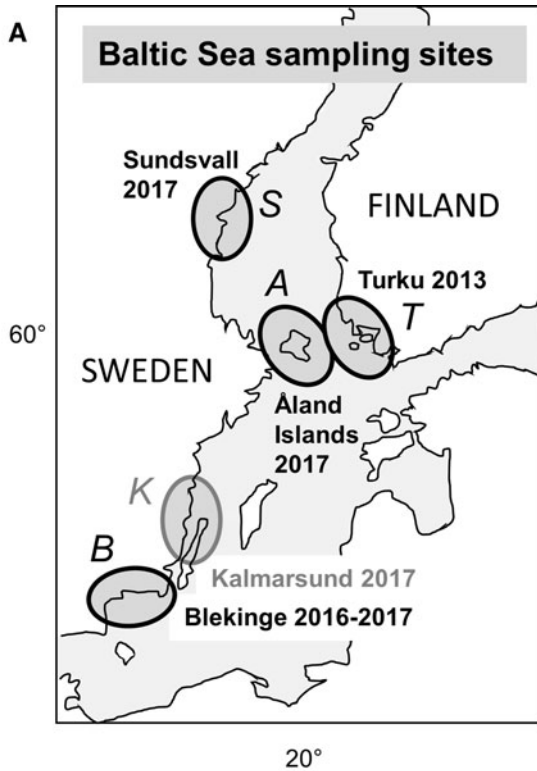 A
Baltic Sea sampling sites
Sundsvall
2017
S
FINLAND
A
Turku 2013
T
60°
SWEDEN
Åland
Islands
2017
K
B
Kalmarsund 2017
Blekinge 2016-2017
20°